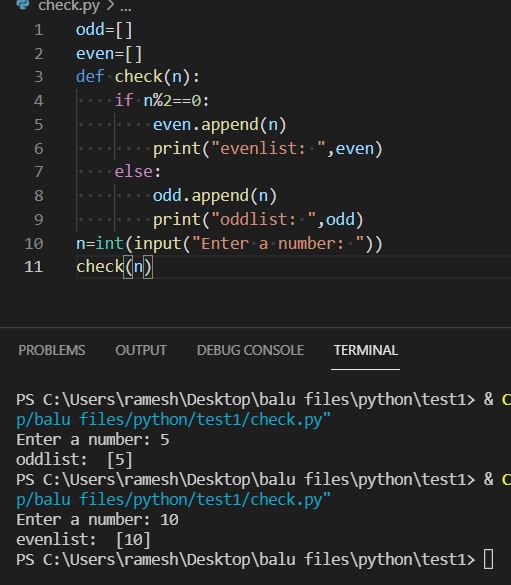 check.py > ...
1 odd=[]
2 even=[]
3 def check(n):
4     if n%2==0:
5         even.append(n)
6         print("evenlist: ",even)
7     else:
8         odd.append(n)
9         print("oddlist: ",odd)
10 n=int(input("Enter a number: "))
11 check(n)
PROBLEMS OUTPUT DEBUG CONSOLE TERMINAL
PS C:\Users\ramesh\Desktop\balu files\python\test1> & C
p/balu files/python/test1/check.py"
Enter a number: 5
oddlist:  [5]
PS C:\Users\ramesh\Desktop\balu files\python\test1> & C
p/balu files/python/test1/check.py"
Enter a number: 10
evenlist:  [10]
PS C:\Users\ramesh\Desktop\balu files\python\test1>